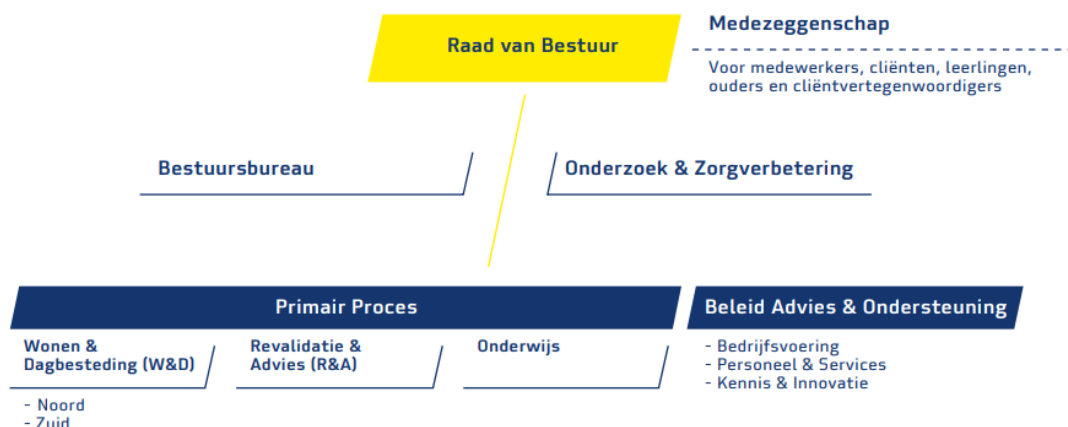 Raad van Bestuur
Medezeggenschap
Voor medewerkers, cliënten, leerlingen,
ouders en cliëntvertegenwoordigers
Bestuursbureau
Onderzoek & Zorgverbetering
Primair Proces
Beleid Advies & Ondersteuning
Wonen &
Dagbesteding (W&D)
- Noord
- Zuid
Revalidatie &
Advies (R&A)
Onderwijs
- Bedrijfsvoering
- Personeel & Services
- Kennis & Innovatie